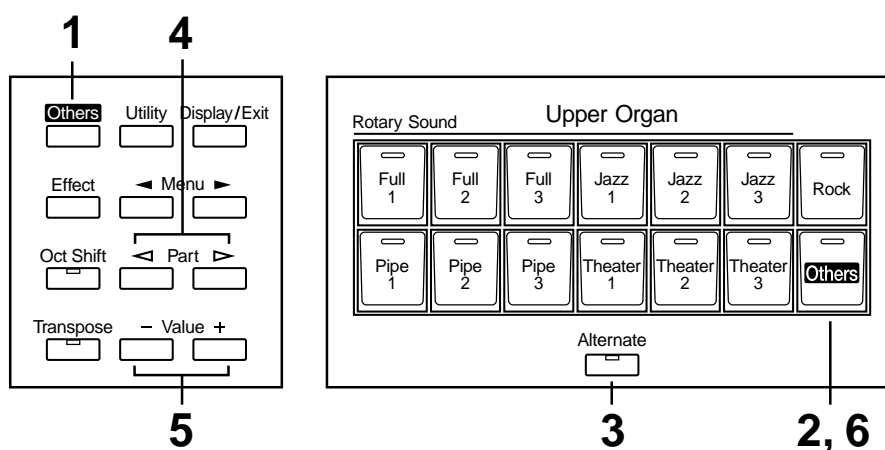 1 4
Others Utility Display/Exit
Effect ◄ Menu ►
Oct Shift ◁ Part ▷
Transpose − Value +
5
Rotary Sound Upper Organ
Full 1 Full 2 Full 3 Jazz 1 Jazz 2 Jazz 3 Rock
Pipe 1 Pipe 2 Pipe 3 Theater 1 Theater 2 Theater 3 Others
Alternate
3 2, 6